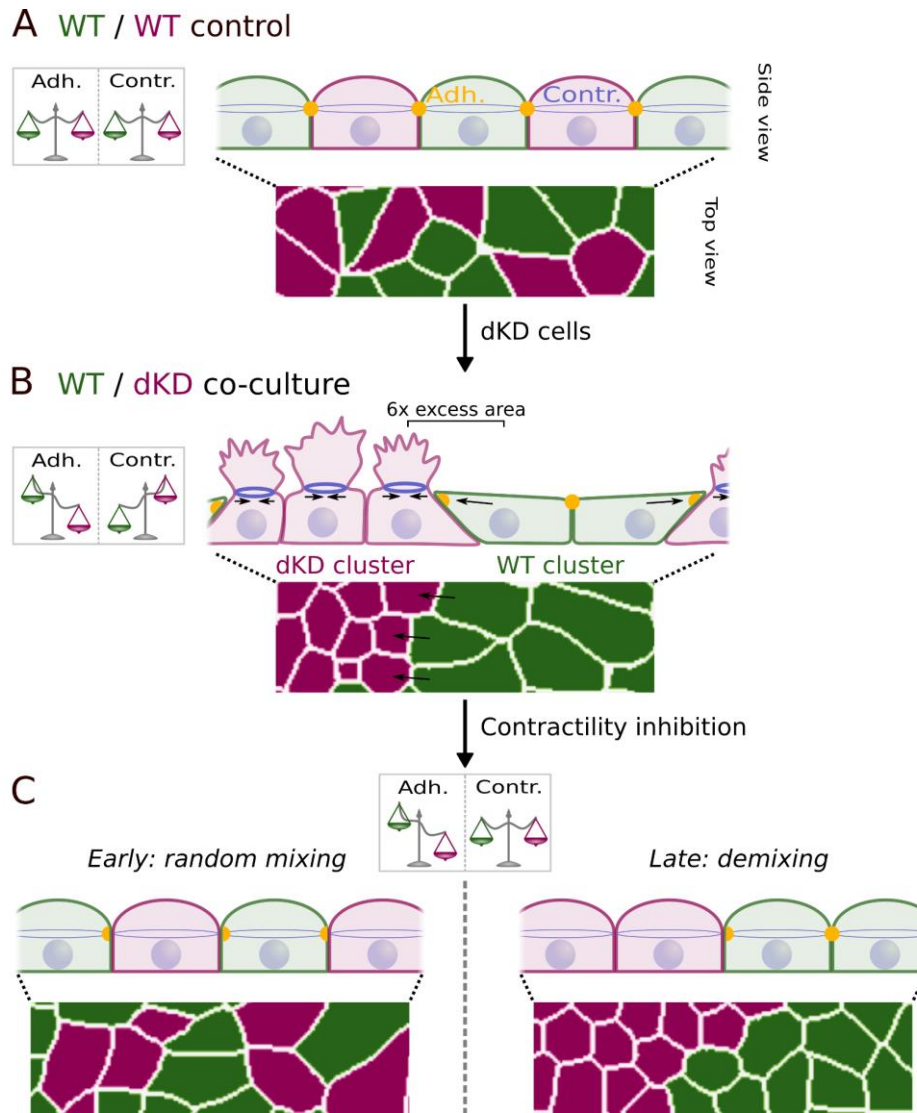 A WT / WT control
Adh. Contr.
Adh. Contr.
Side view
Top view
dKD cells
B WT / dKD co-culture
6x excess area
Adh. Contr.
dKD cluster WT cluster
Contractility inhibition
C
Adh. Contr.
Early: random mixing Late: demixing